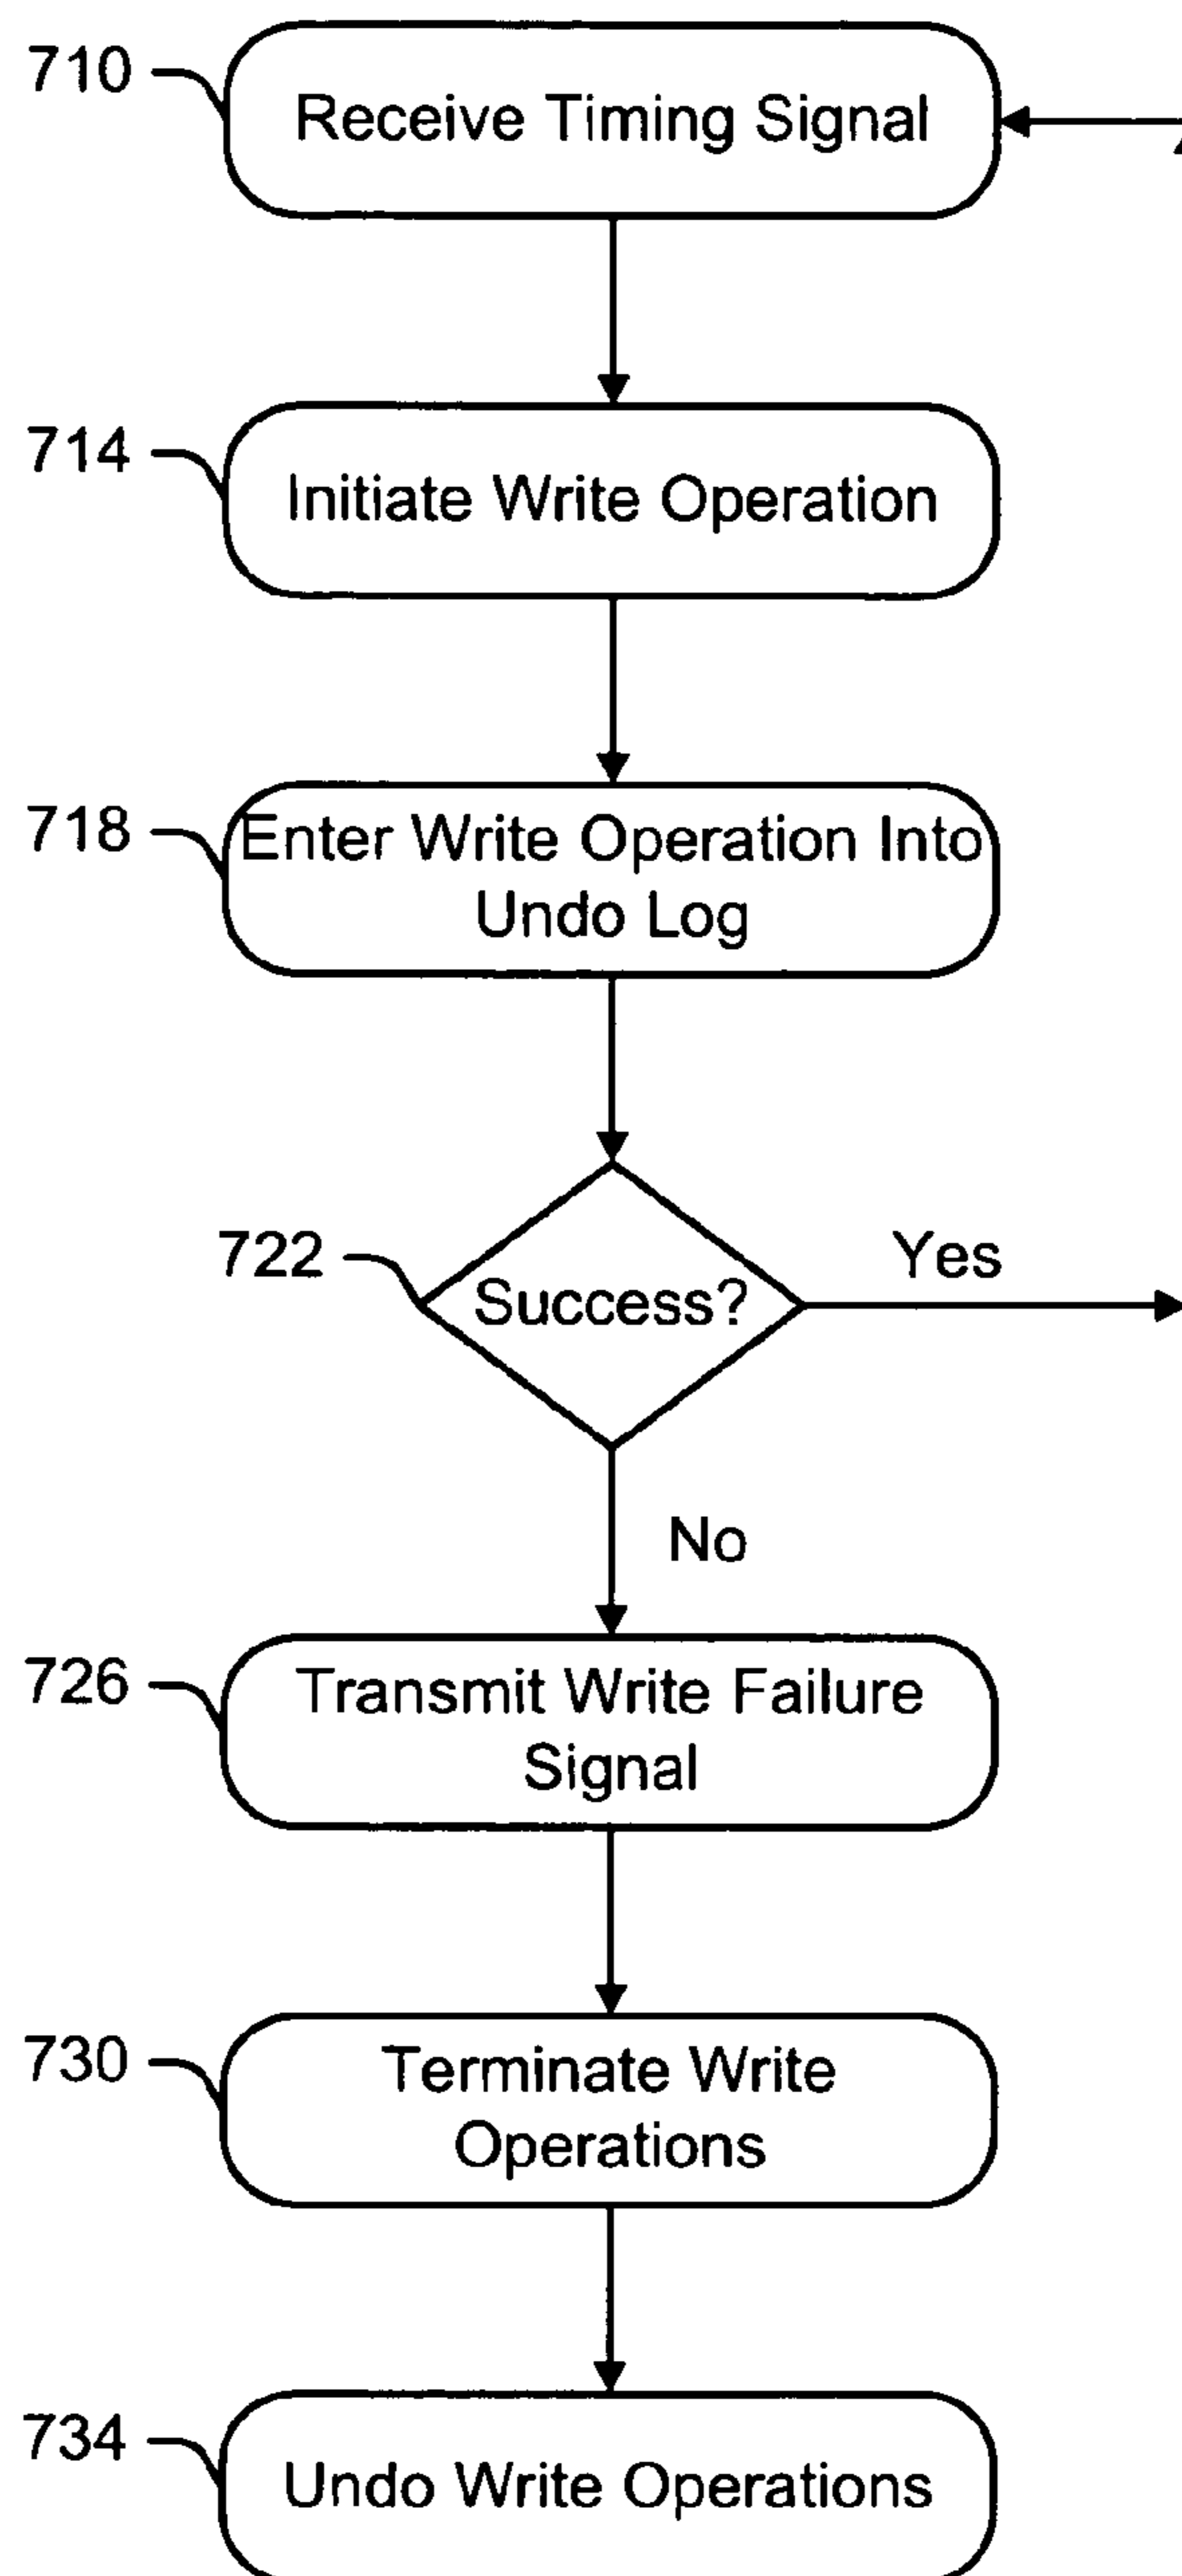 710
Receive Timing Signal
714
Initiate Write Operation
718
Enter Write Operation Into
Undo Log
722
Success?
Yes
No
726
Transmit Write Failure
Signal
730
Terminate Write
Operations
734
Undo Write Operations